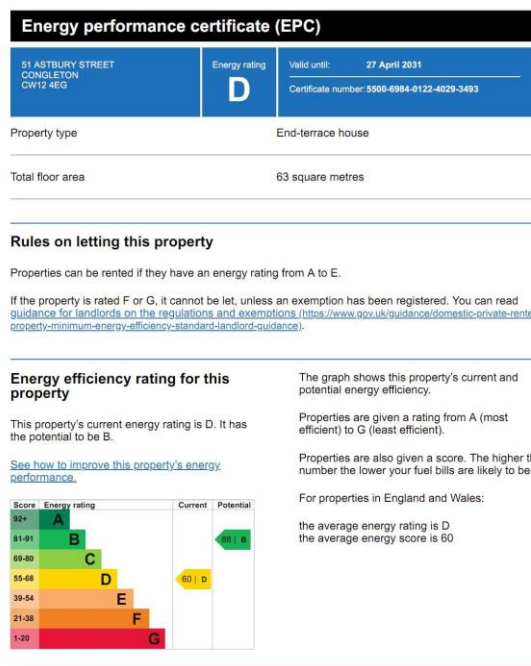 Energy performance certificate (EPC)
51 ASTBURY STREET
CONGLETON
CW12 4EG
Energy rating
D
Valid until: 27 April 2031
Certificate number: 5500-6984-0122-4029-3493
Property type End-terrace house
Total floor area 63 square metres
Rules on letting this property
Properties can be rented if they have an energy rating from A to E.
If the property is rated F or G, it cannot be let, unless an exemption has been registered. You can read
guidance for landlords on the regulations and exemptions (https://www.gov.uk/guidance/domestic-private-rente
property-minimum-energy-efficiency-standard-landlord-guidance).
Energy efficiency rating for this
property
This property's current energy rating is D. It has
the potential to be B.
See how to improve this property's energy
performance.
Score Energy rating Current Potential
92+ A
81-91 B 86 | B
69-80 C
55-68 D 60 | D
39-54 E
21-38 F
1-20 G
The graph shows this property's current and
potential energy efficiency.
Properties are given a rating from A (most
efficient) to G (least efficient).
Properties are also given a score. The higher th
number the lower your fuel bills are likely to be
For properties in England and Wales:
the average energy rating is D
the average energy score is 60